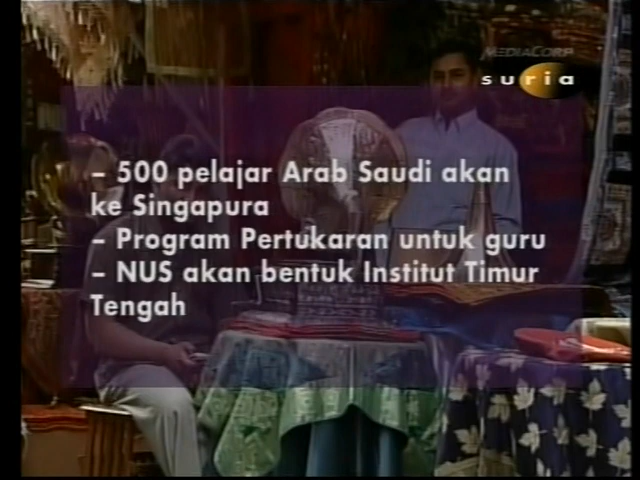 MEDIACORP
suria
– 500 pelajar Arab Saudi akan
ke Singapura
– Program Pertukaran untuk guru
– NUS akan bentuk Institut Timur
Tengah